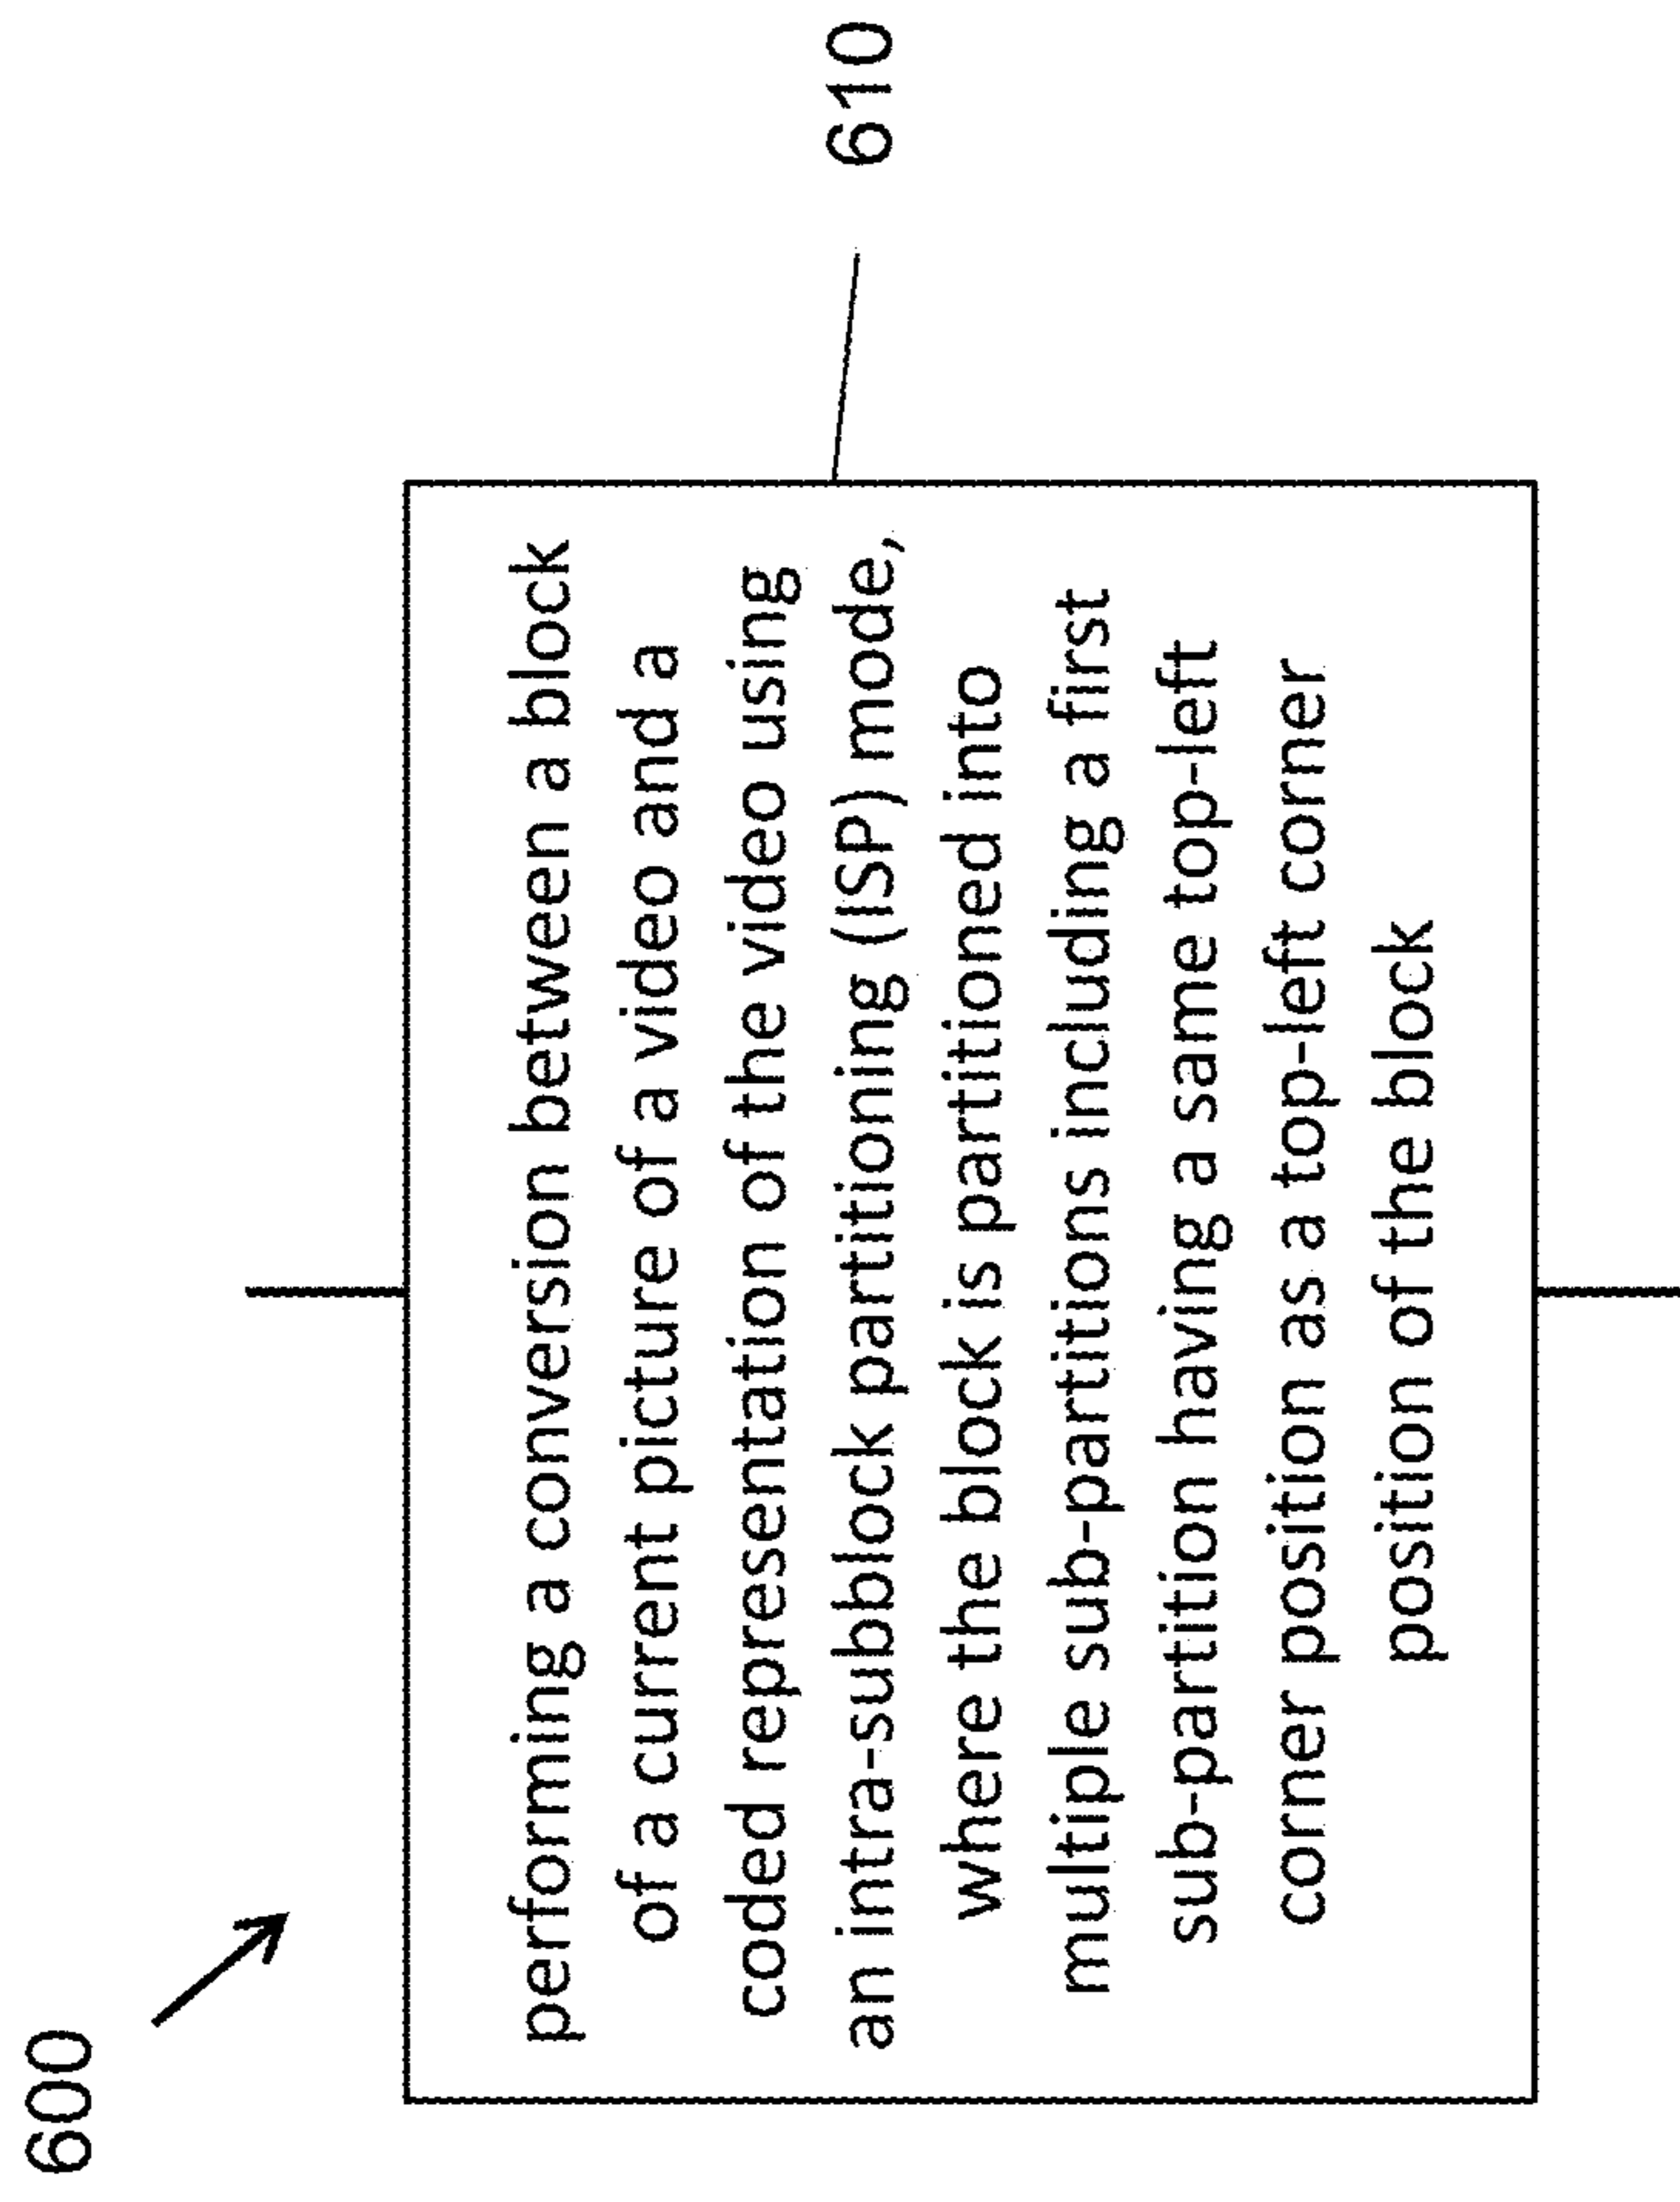 600
performing a conversion between a block
of a current picture of a video and a
coded representation of the video using
an intra-subblock partitioning (ISP) mode,
where the block is partitioned into
multiple sub-partitions including a first
sub-partition having a same top-left
corner position as a top-left corner
position of the block
610